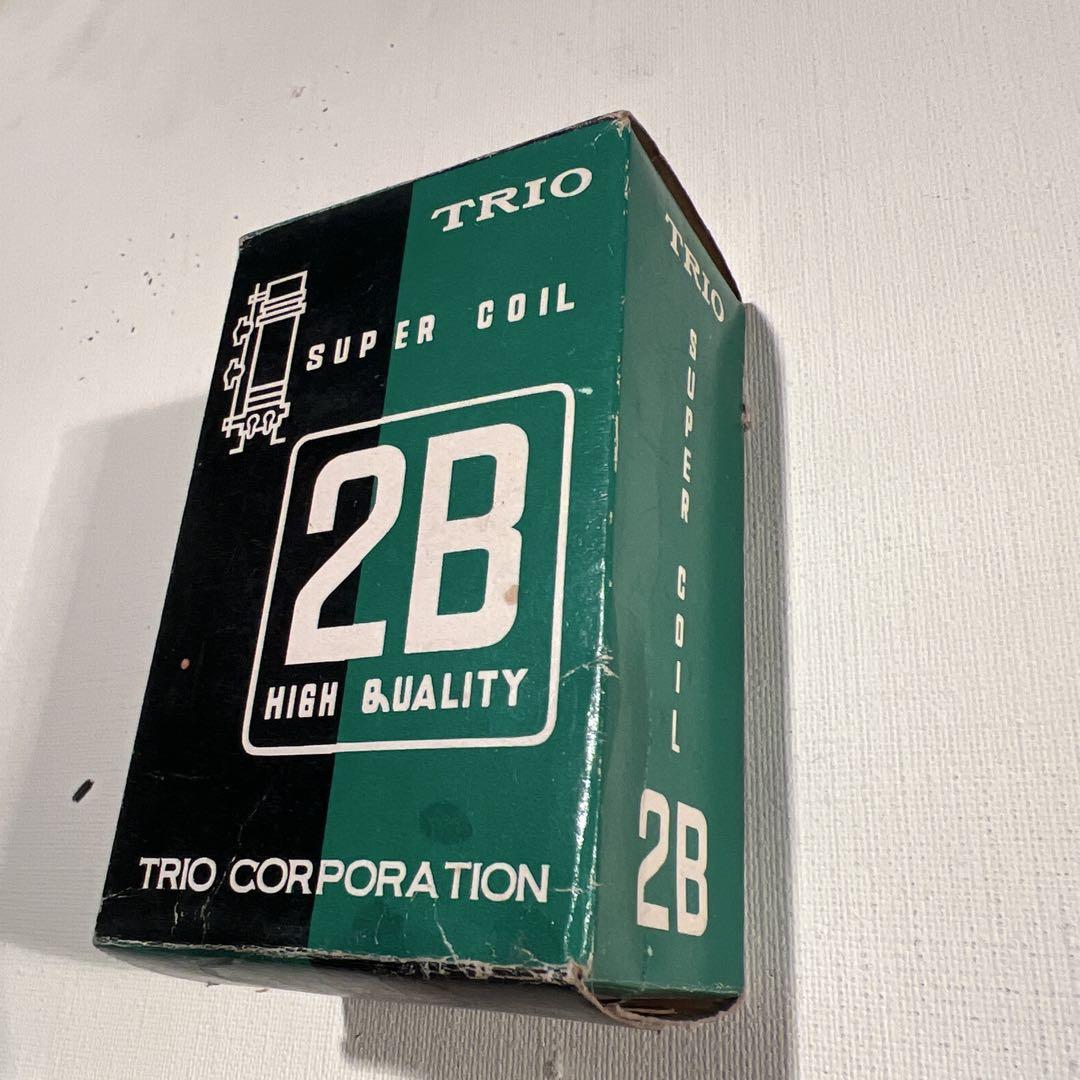 TRIO
SUPER COIL
2B
HIGH QUALITY
TRIO CORPORATION
TRIO
SUPER COIL
2B